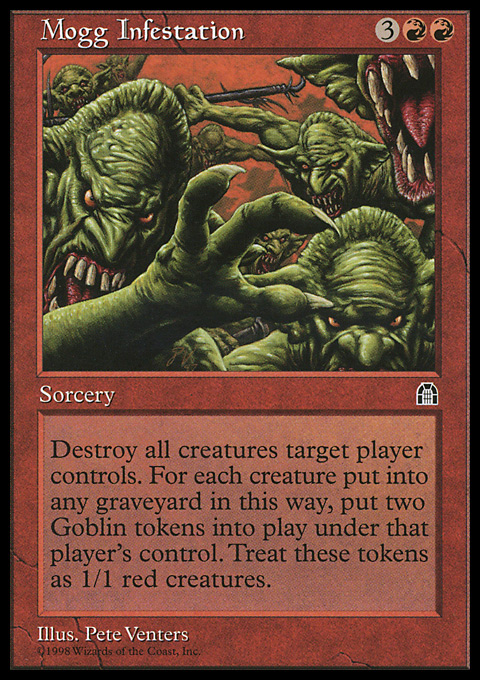 Mogg Infestation 3
Sorcery
Destroy all creatures target player
controls. For each creature put into
any graveyard in this way, put two
Goblin tokens into play under that
player's control. Treat these tokens
as 1/1 red creatures.
Illus. Pete Venters
©1998 Wizards of the Coast, Inc.